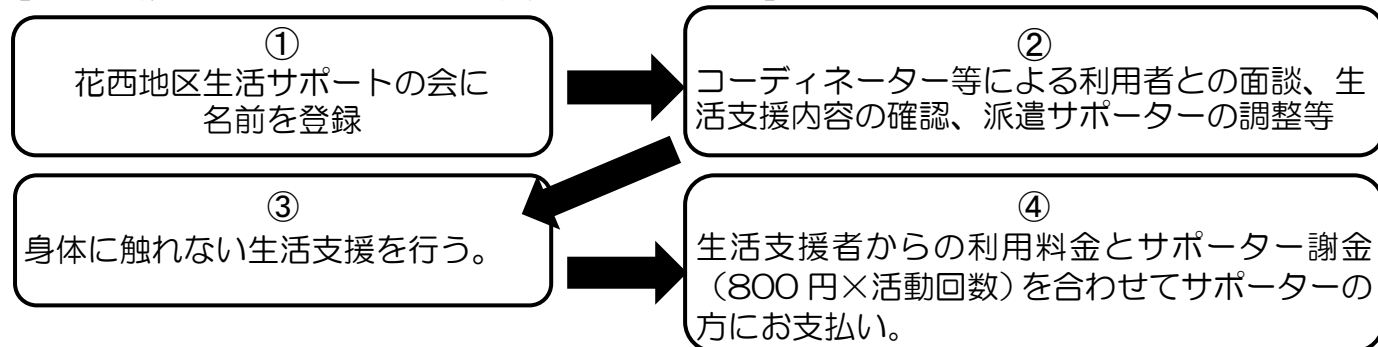 ①
花西地区生活サポートの会に
名前を登録
②
コーディネーター等による利用者との面談、生
活支援内容の確認、派遣サポーターの調整等
③
身体に触れない生活支援を行う。
④
生活支援者からの利用料金とサポーター謝金
（800円×活動回数）を合わせてサポーターの
方にお支払い。